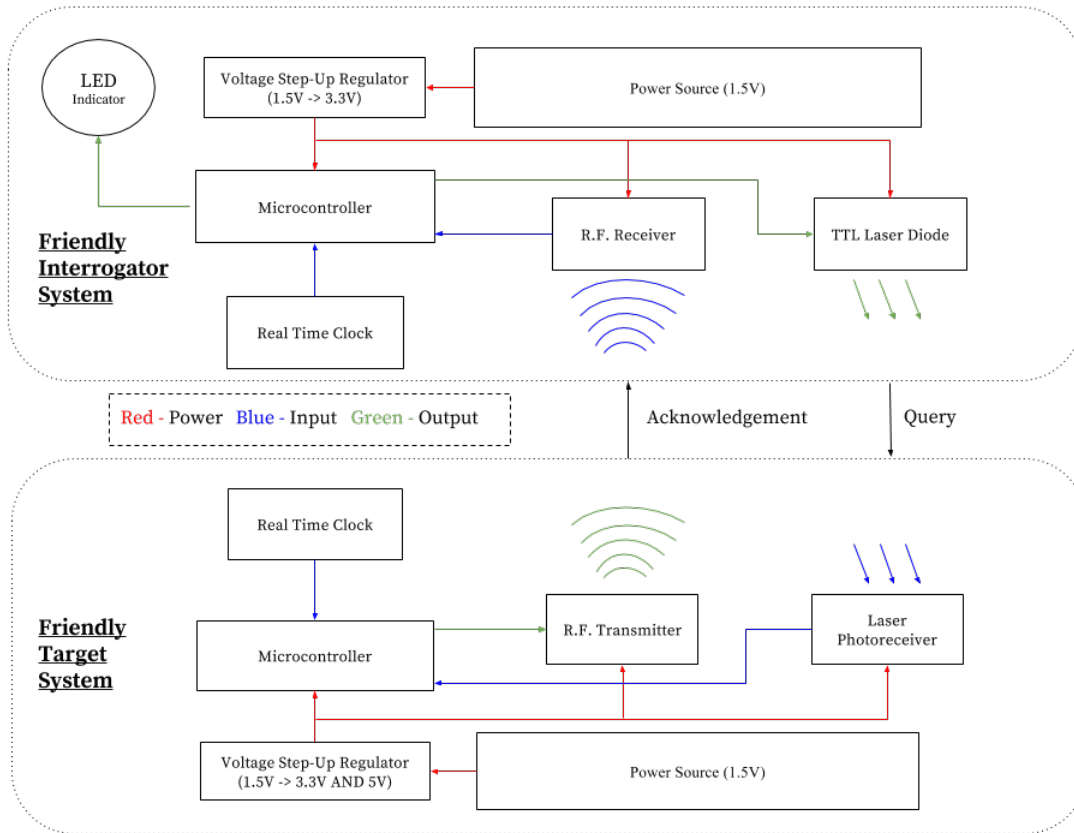 LED
Indicator
Voltage Step-Up Regulator
(1.5V -> 3.3V)
Power Source (1.5V)
Microcontroller
R.F. Receiver
TTL Laser Diode
Friendly
Interrogator
System
Real Time Clock
Red - Power Blue - Input Green - Output
Acknowledgement
Query
Real Time Clock
Friendly
Target
System
Microcontroller
R.F. Transmitter
Laser
Photoreceiver
Voltage Step-Up Regulator
(1.5V -> 3.3V AND 5V)
Power Source (1.5V)